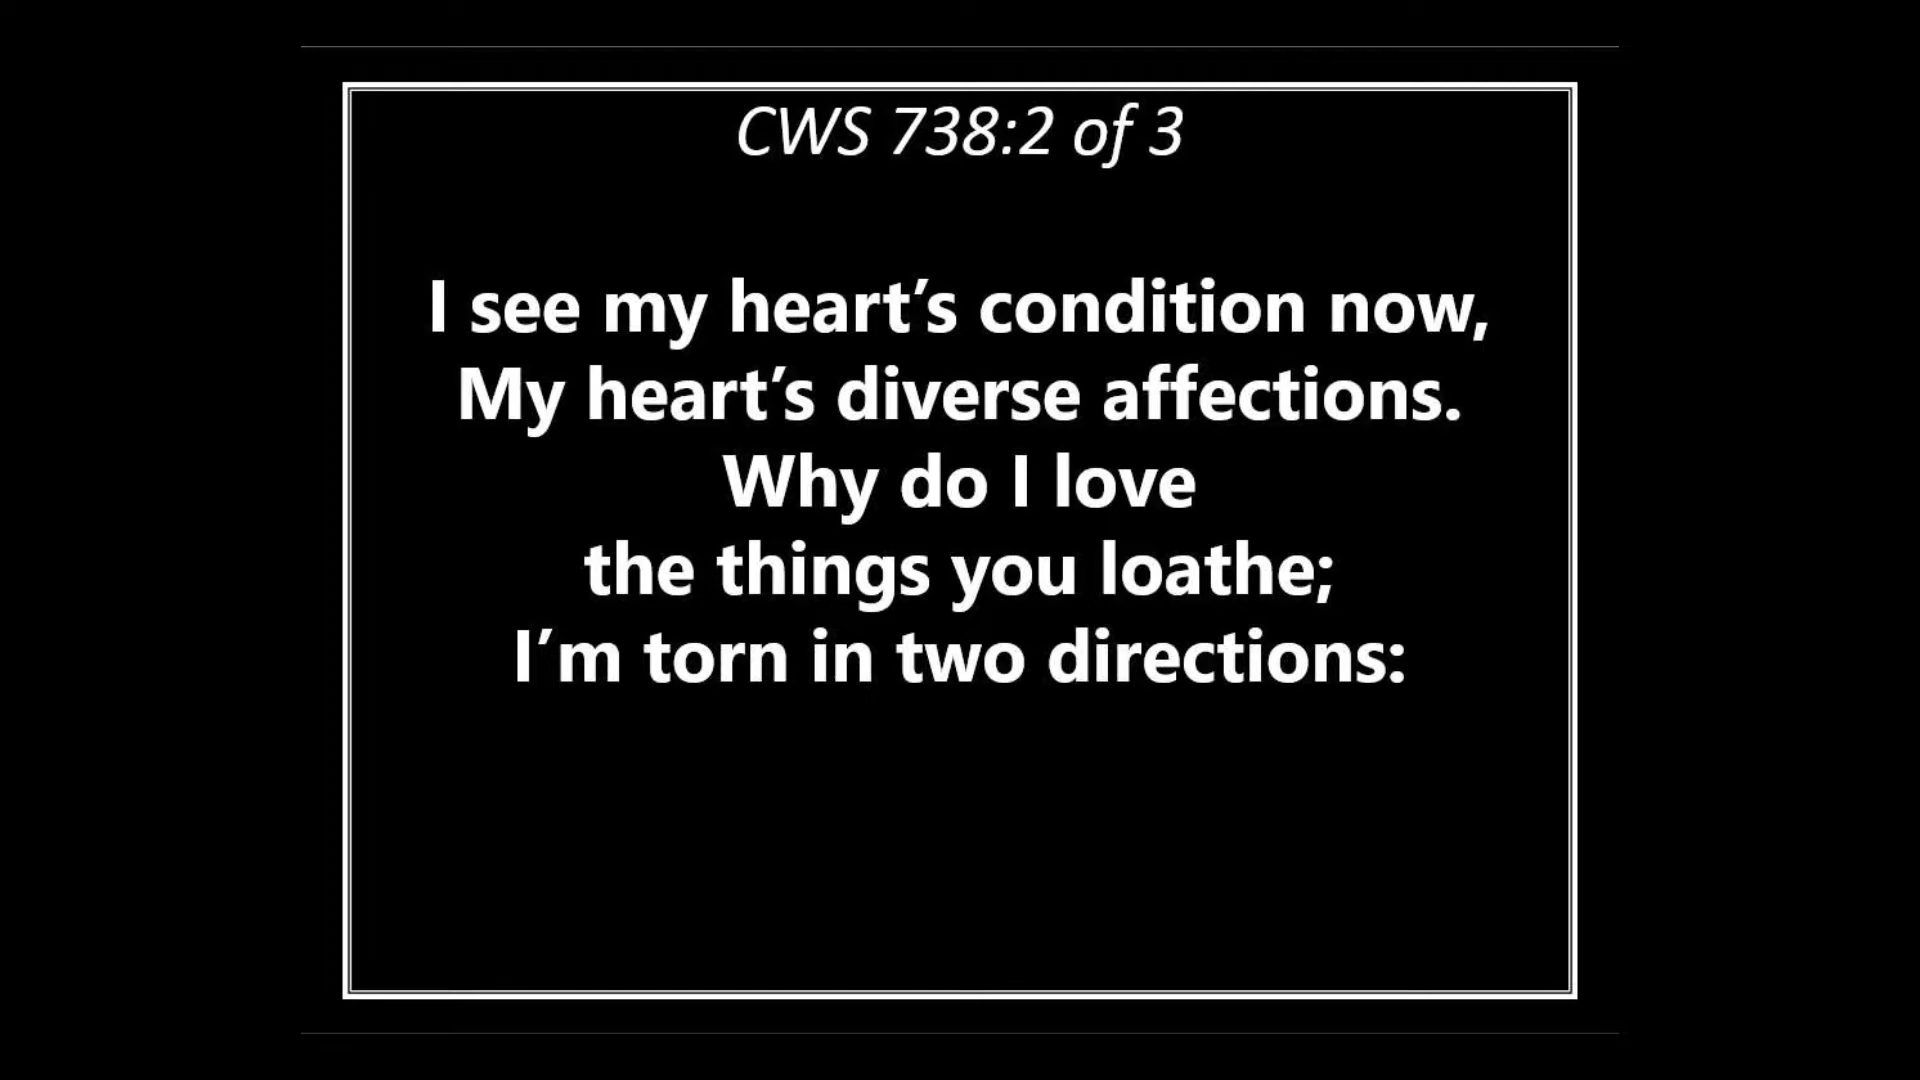 CWS 738:2 of 3
I see my heart’s condition now,
My heart’s diverse affections.
Why do I love
the things you loathe;
I’m torn in two directions: